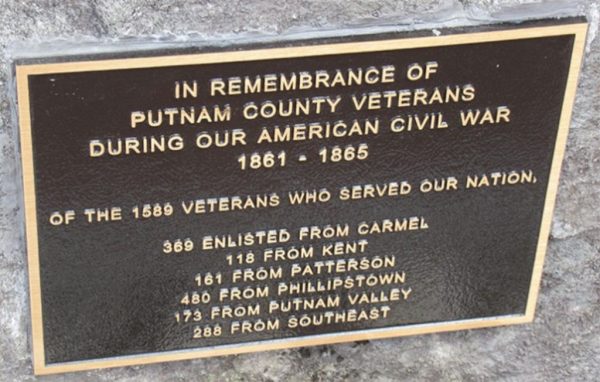 IN REMEMBRANCE OF
PUTNAM COUNTY VETERANS
DURING OUR AMERICAN CIVIL WAR
1861 - 1865
OF THE 1589 VETERANS WHO SERVED OUR NATION,
369 ENLISTED FROM CARMEL
118 FROM KENT
161 FROM PATTERSON
480 FROM PHILLIPSTOWN
173 FROM PUTNAM VALLEY
288 FROM SOUTHEAST